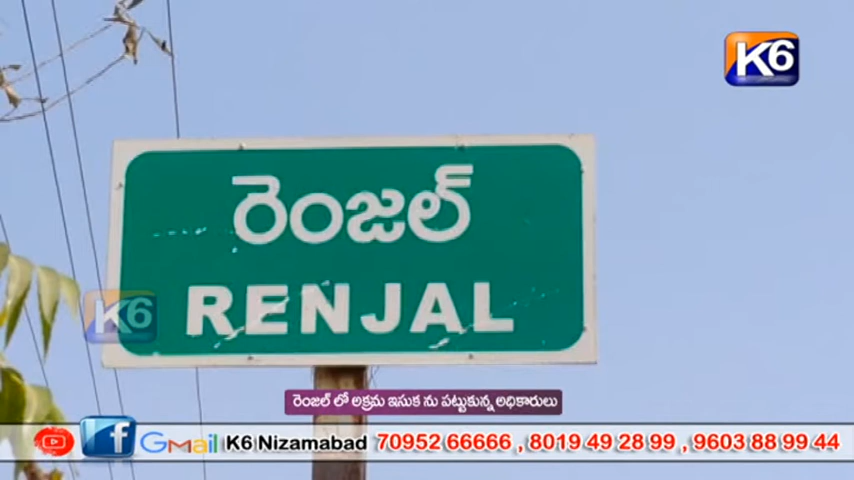 K6
రెంజల్
RENJAL
K6
రెంజల్ లో అక్రమ ఇసుక ను పట్టుకున్న అధికారులు
f Gmail K6 Nizamabad 70952 66666 , 8019 49 28 99 , 9603 88 99 44